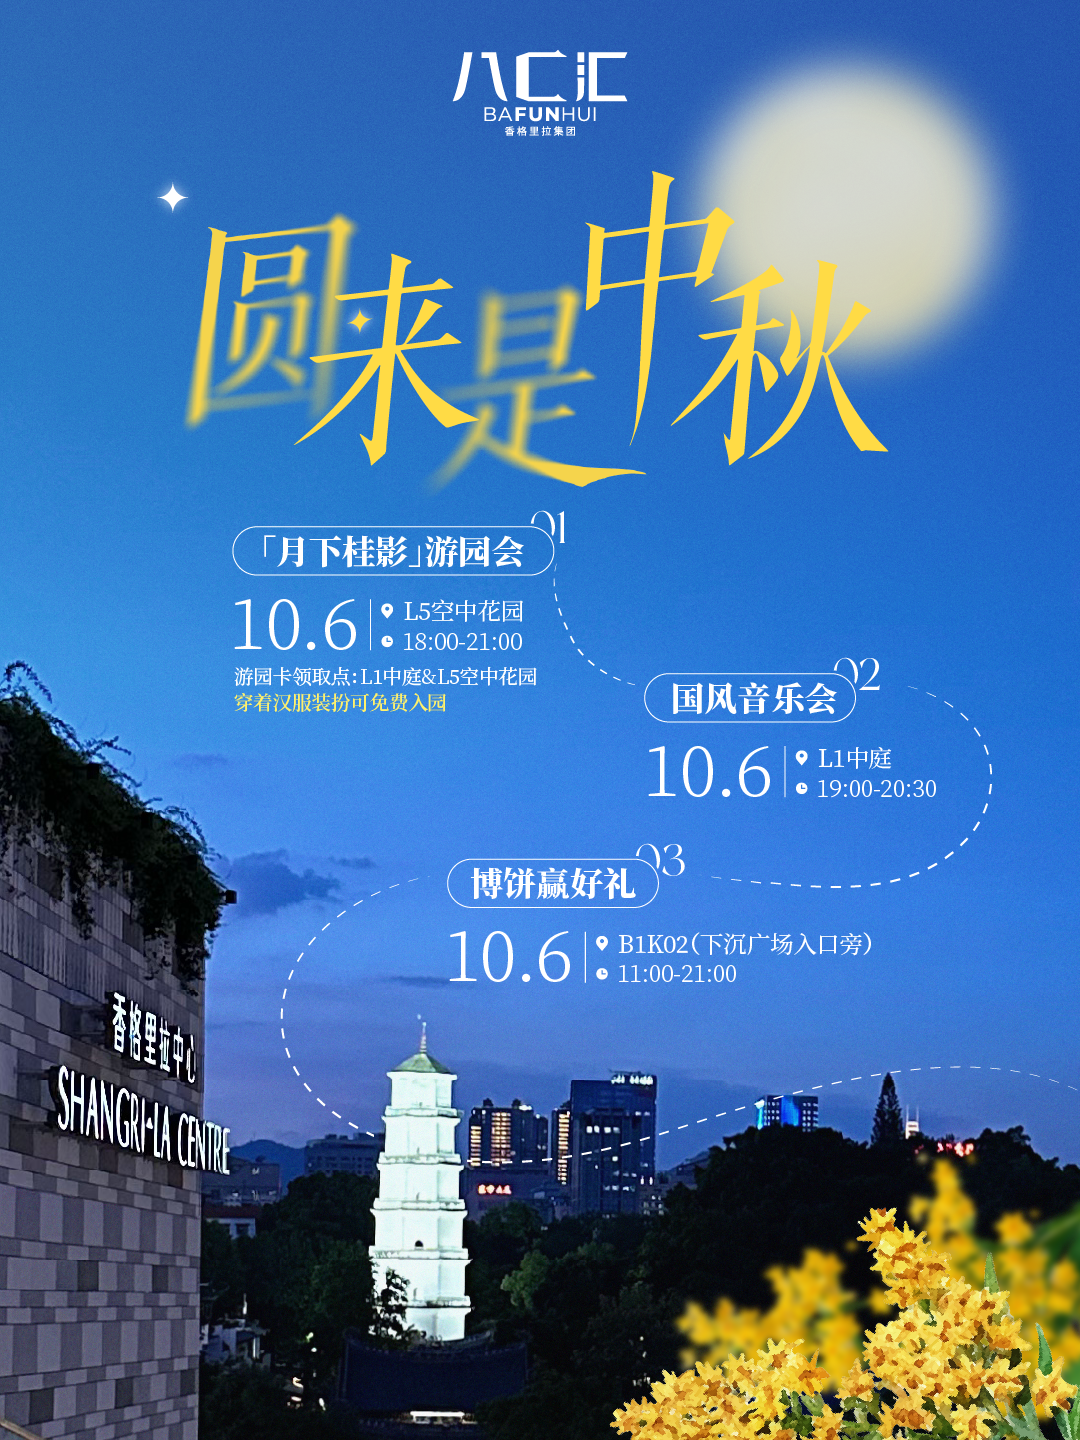 八匚汇
BAFUNHUI
香格里拉集团
圆来是中秋
01
「月下桂影」游园会
10.6
L5空中花园
18:00-21:00
游园卡领取点：L1中庭&L5空中花园
穿着汉服装扮可免费入园
02
国风音乐会
10.6
L1中庭
19:00-20:30
03
博饼赢好礼
10.6
B1K02（下沉广场入口旁）
11:00-21:00
香格里拉中心
SHANGRI-LA CENTRE